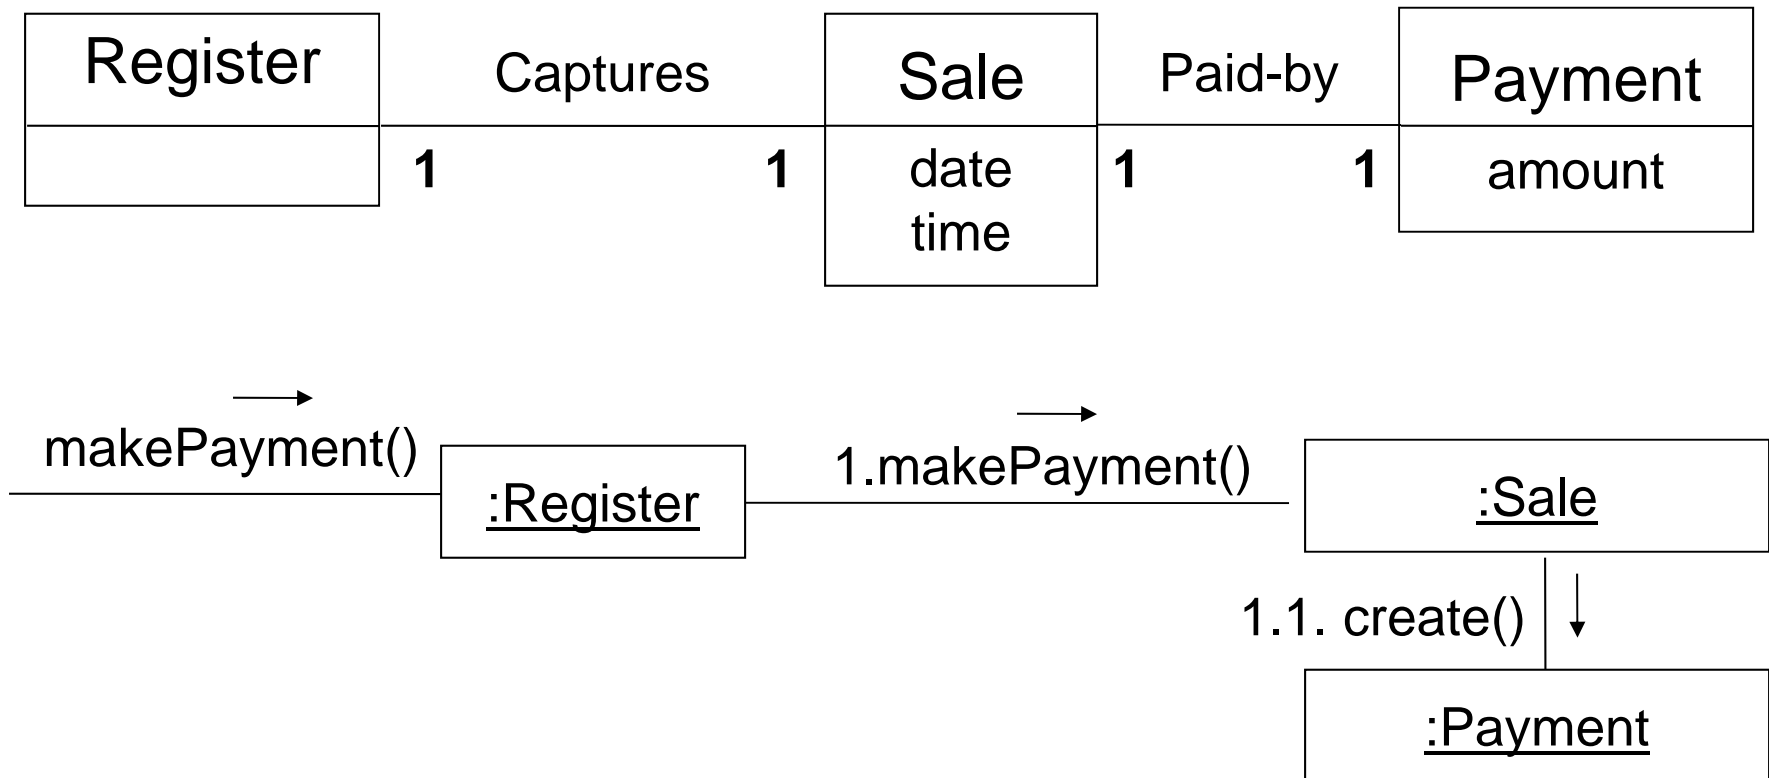 Register
Captures
Sale
Paid-by
Payment
1
1
date
time
1
1
amount
makePayment()
:Register
1.makePayment()
:Sale
1.1. create()
:Payment